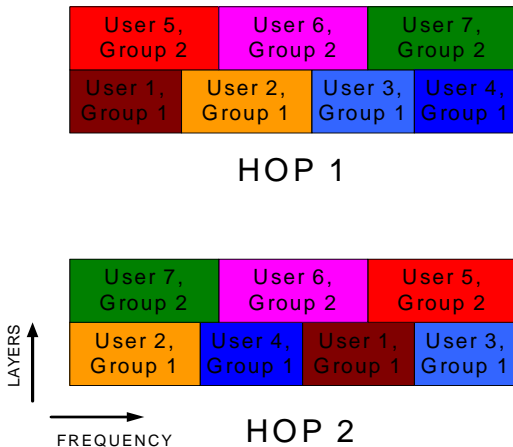 User 5,
Group 2
User 6,
Group 2
User 7,
Group 2
User 1,
Group 1
User 2,
Group 1
User 3,
Group 1
User 4,
Group 1
HOP 1
User 7,
Group 2
User 6,
Group 2
User 5,
Group 2
User 2,
Group 1
User 4,
Group 1
User 1,
Group 1
User 3,
Group 1
LAYERS
FREQUENCY
HOP 2